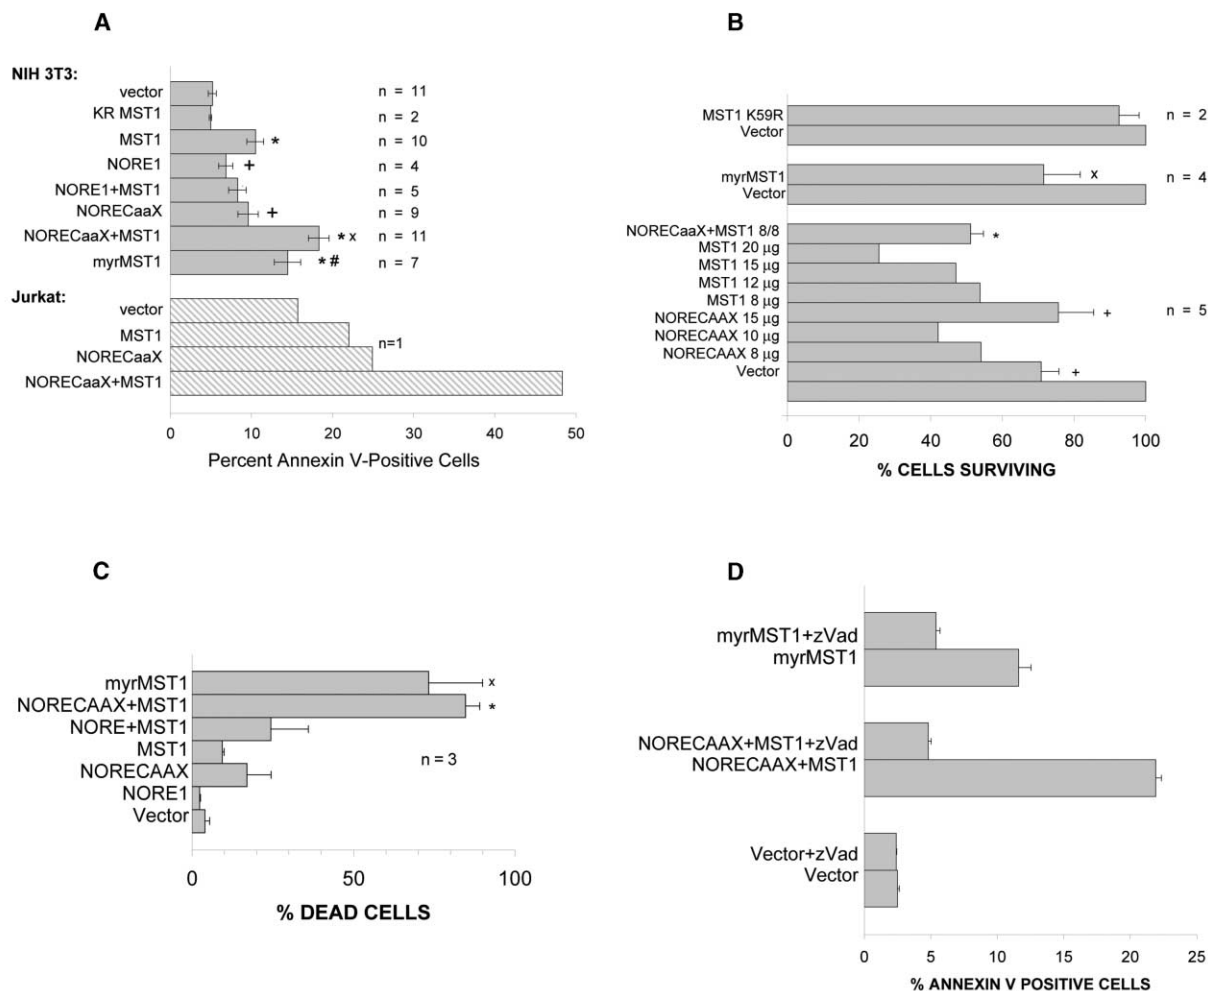 A
NIH 3T3:
vector
n = 11
KR MST1
n = 2
MST1
*
n = 10
NORE1
+
n = 4
NORE1+MST1
n = 5
NORECaaX
+
n = 9
NORECaaX+MST1
* x
n = 11
myrMST1
* #
n = 7
Jurkat:
vector
MST1
n=1
NORECaaX
NORECaaX+MST1
0 10 20 30 40 50
Percent Annexin V-Positive Cells
B
MST1 K59R
n = 2
Vector
myrMST1
x
n = 4
Vector
NORECaaX+MST1 8/8
*
MST1 20 µg
MST1 15 µg
MST1 12 µg
MST1 8 µg
NORECAAX 15 µg
+
n = 5
NORECAAX 10 µg
NORECAAX 8 µg
Vector
+
0 20 40 60 80 100
% CELLS SURVIVING
C
myrMST1
x
NORECAAX+MST1
*
NORE+MST1
MST1
n = 3
NORECAAX
NORE1
Vector
0 50 100
% DEAD CELLS
D
myrMST1+zVad
myrMST1
NORECAAX+MST1+zVad
NORECAAX+MST1
Vector+zVad
Vector
0 5 10 15 20 25
% ANNEXIN V POSITIVE CELLS